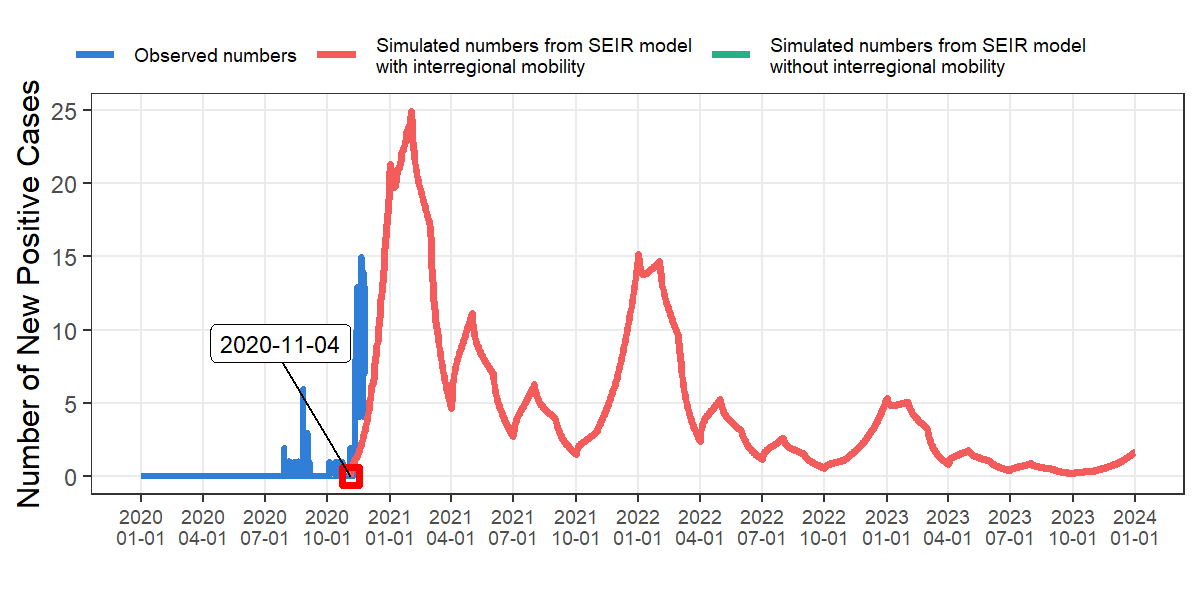 Observed numbers
Simulated numbers from SEIR model
with interregional mobility
Simulated numbers from SEIR model
without interregional mobility
Number of New Positive Cases
25
20
15
10
5
0
2020-11-04
2020 2020 2020 2020 2021 2021 2021 2021 2022 2022 2022 2022 2023 2023 2023 2023 2024
01-01 04-01 07-01 10-01 01-01 04-01 07-01 10-01 01-01 04-01 07-01 10-01 01-01 04-01 07-01 10-01 01-01